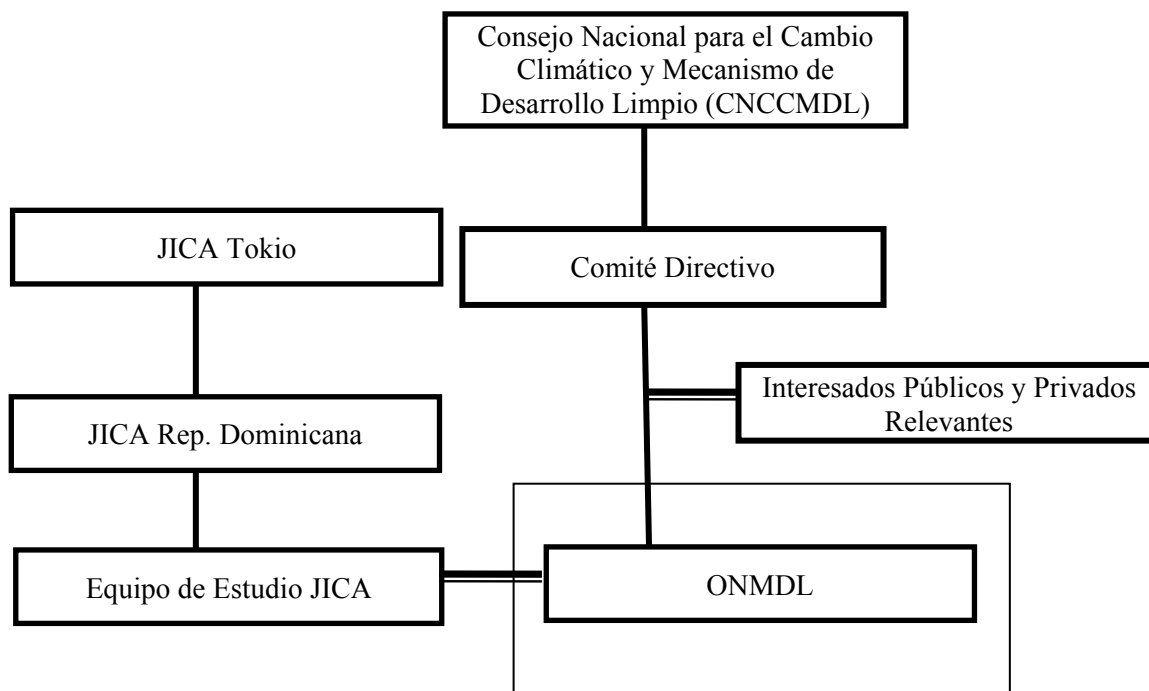 Consejo Nacional para el Cambio
Climático y Mecanismo de
Desarrollo Limpio (CNCCMDL)
JICA Tokio
Comité Directivo
Interesados Públicos y Privados
Relevantes
JICA Rep. Dominicana
Equipo de Estudio JICA
ONMDL